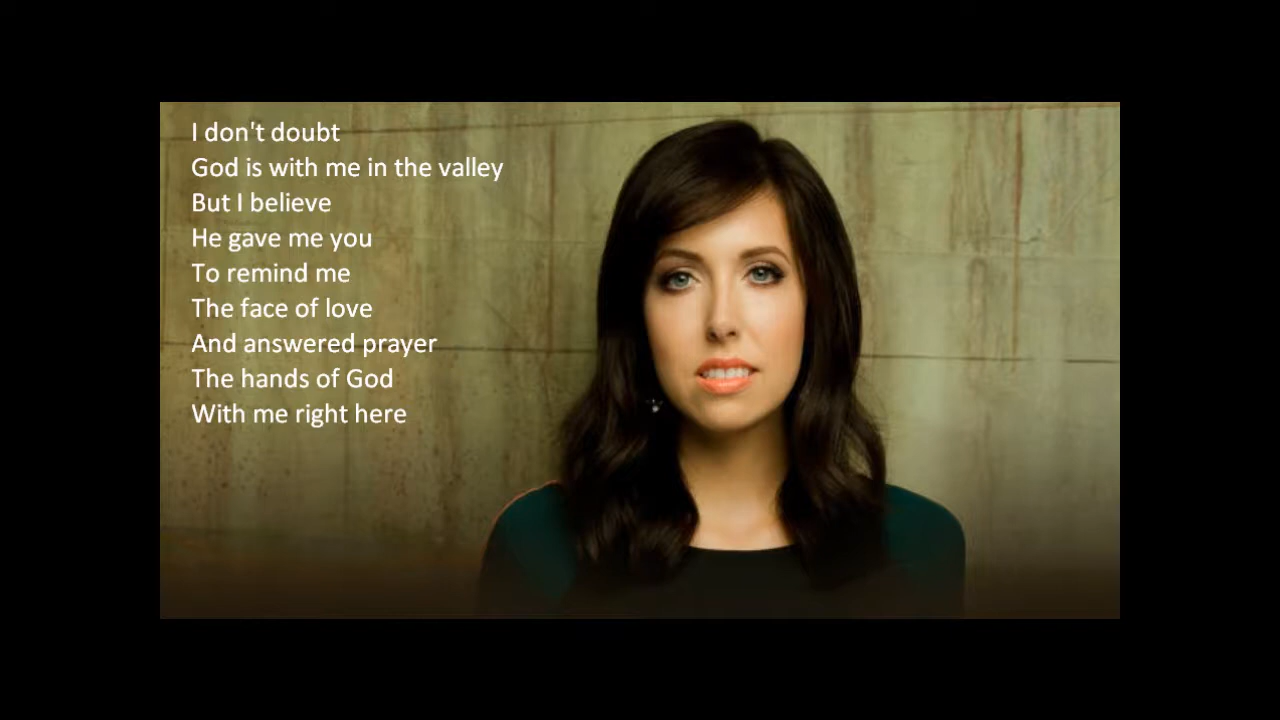 I don't doubt
God is with me in the valley
But I believe
He gave me you
To remind me
The face of love
And answered prayer
The hands of God
With me right here